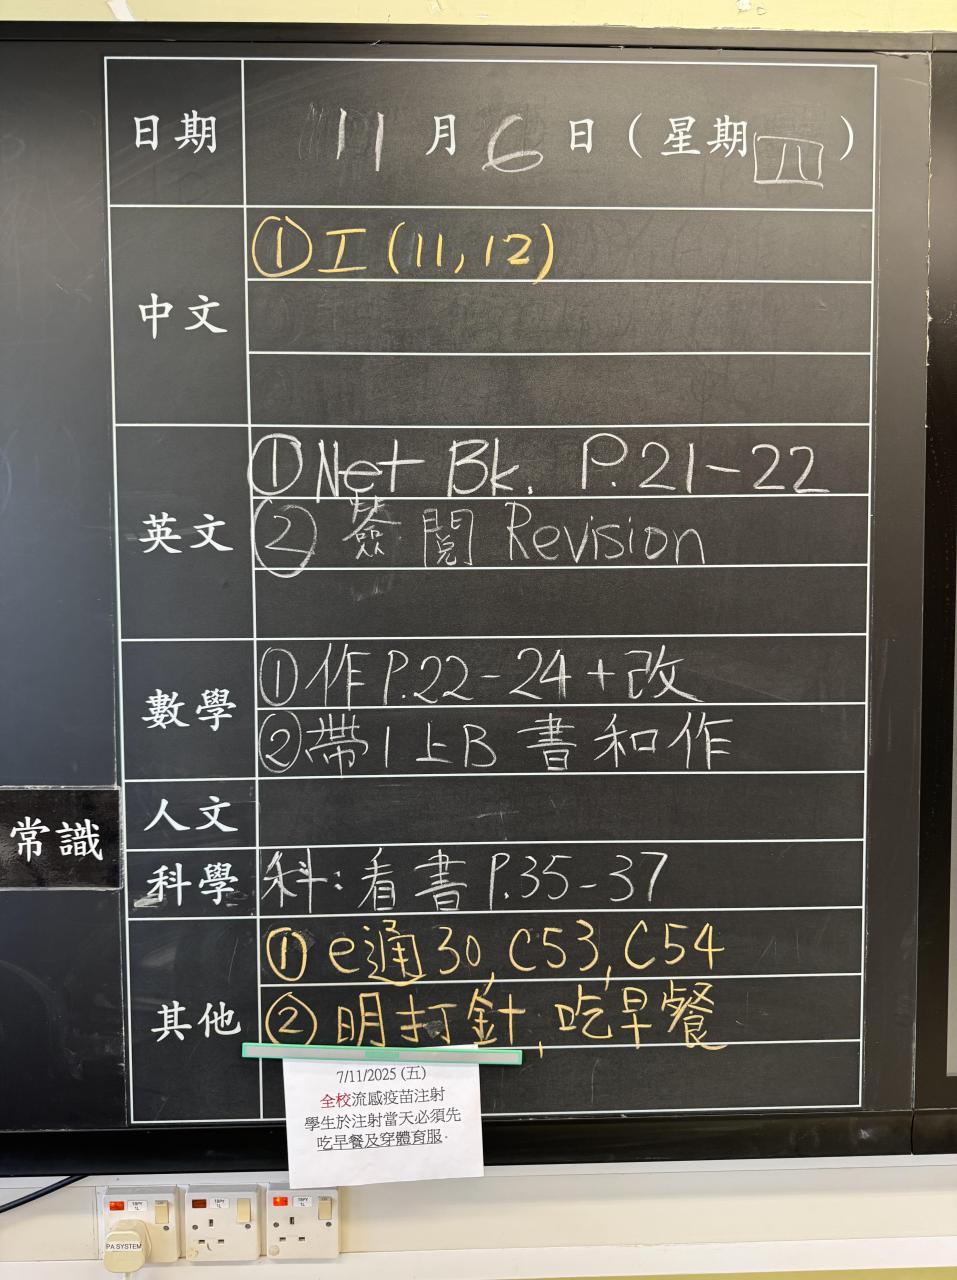 日期 11月6日（星期四）
中文 ①工(11,12)
英文 ①Net Bk. P.21-22
②簽閱 Revision
數學 ①作P.22-24+改
②帶1上B書和作
人文
常識
科學 科:看書P.35-37
其他 ①e通30, C53, C54
②明打針,吃早餐
7/11/2025 (五)
全校流感疫苗注射
學生於注射當天必須先
吃早餐及穿體育服.
PA SYSTEM